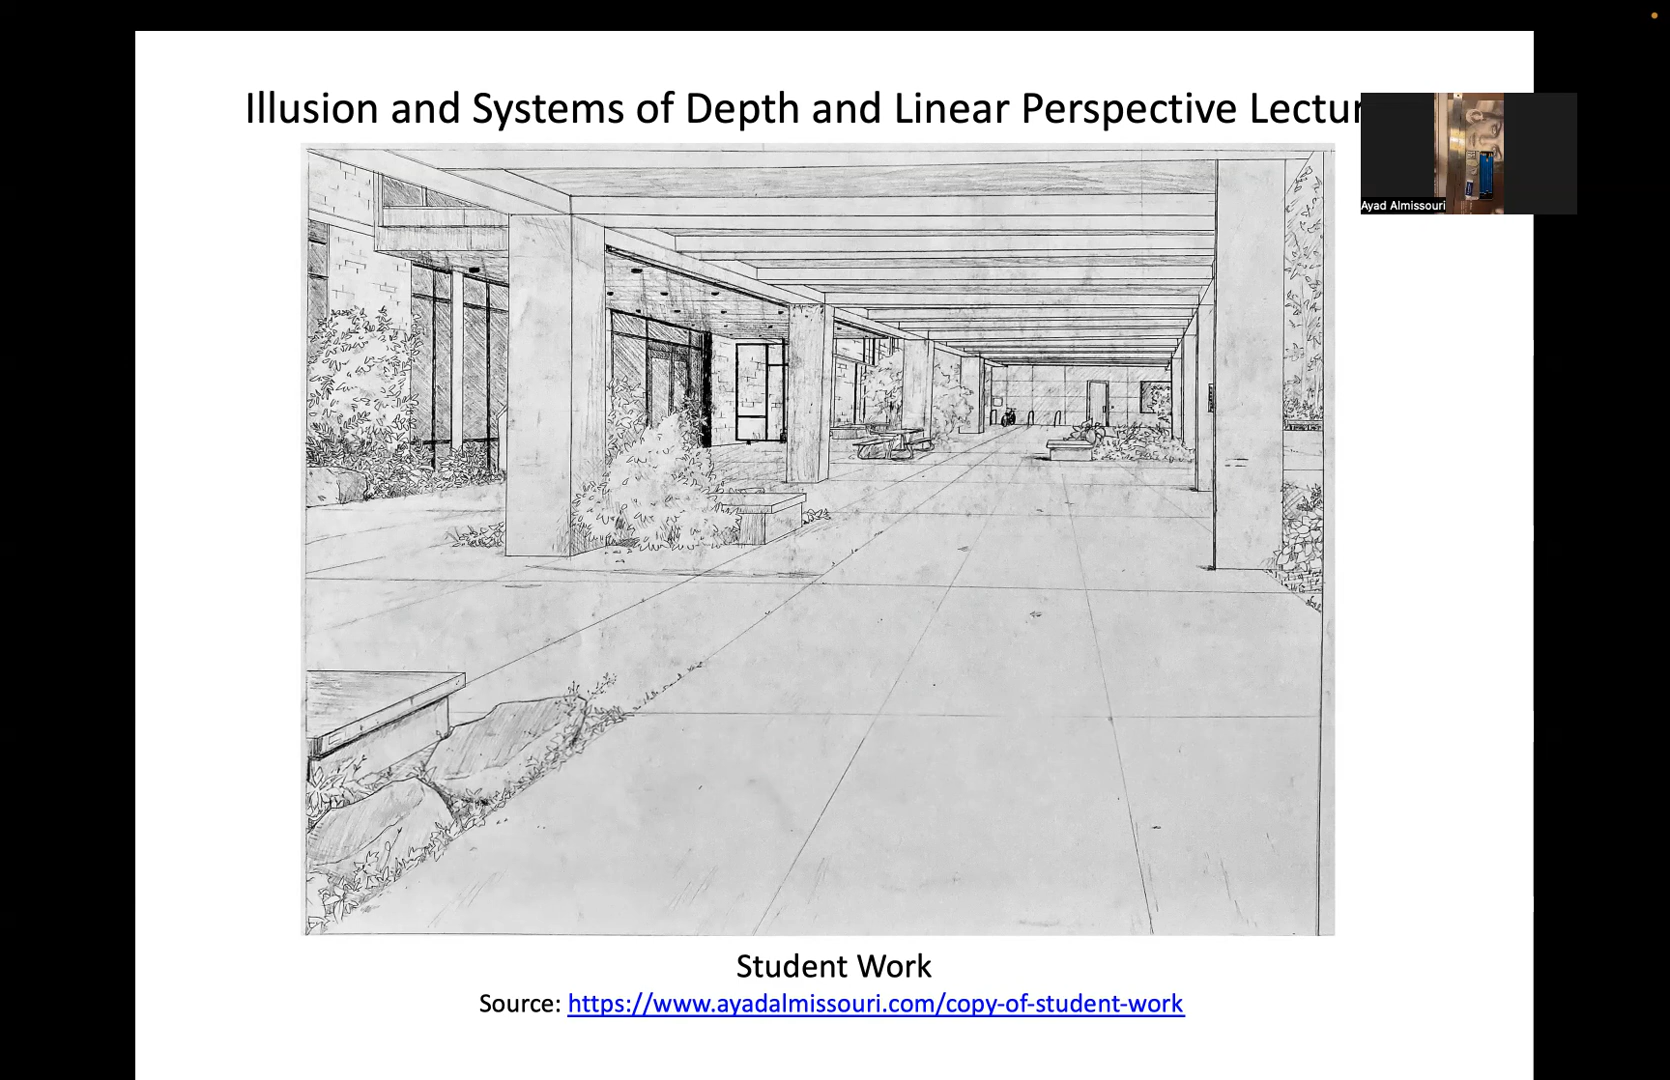 Illusion and Systems of Depth and Linear Perspective Lectur
Ayad Almissouri
Student Work
Source: https://www.ayadalmissouri.com/copy-of-student-work